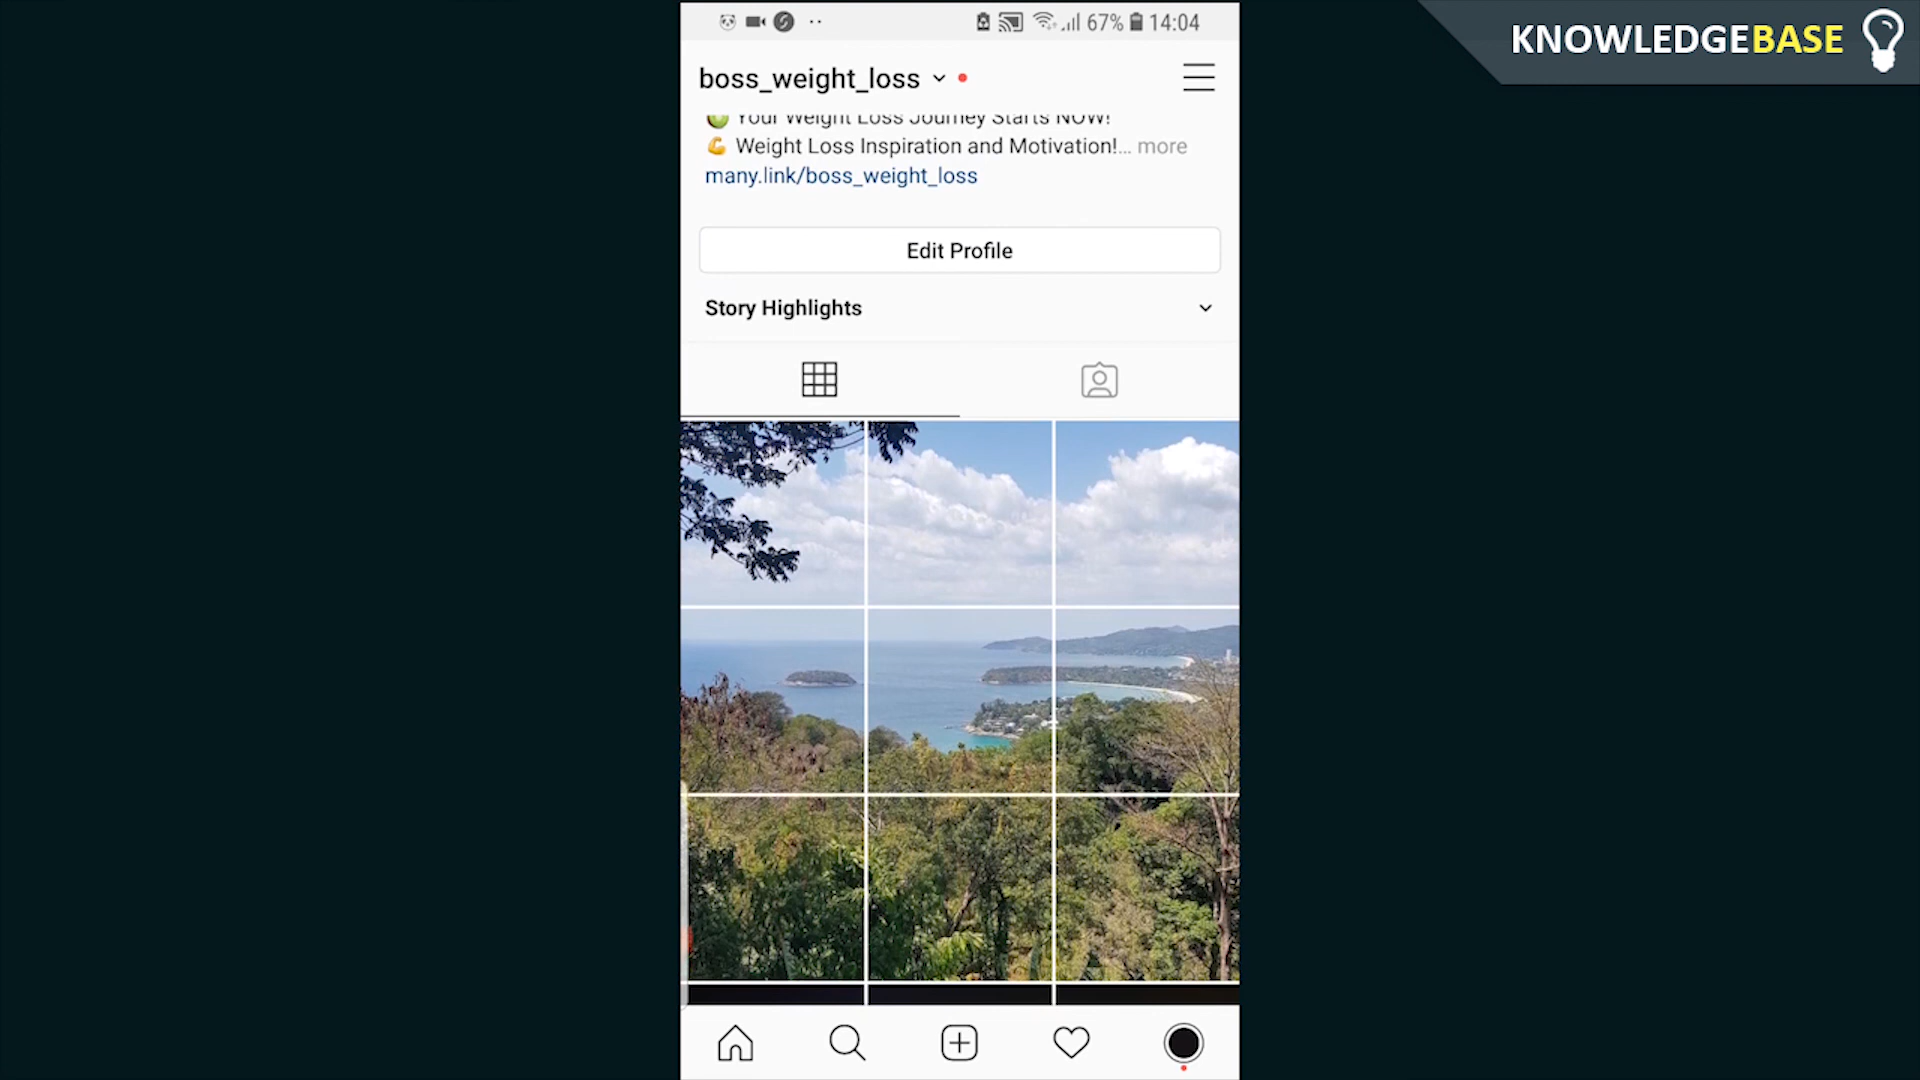 67% 14:04
KNOWLEDGEBASE
boss_weight_loss
Your Weight Loss Journey Starts NOW!
Weight Loss Inspiration and Motivation!... more
many.link/boss_weight_loss
Edit Profile
Story Highlights